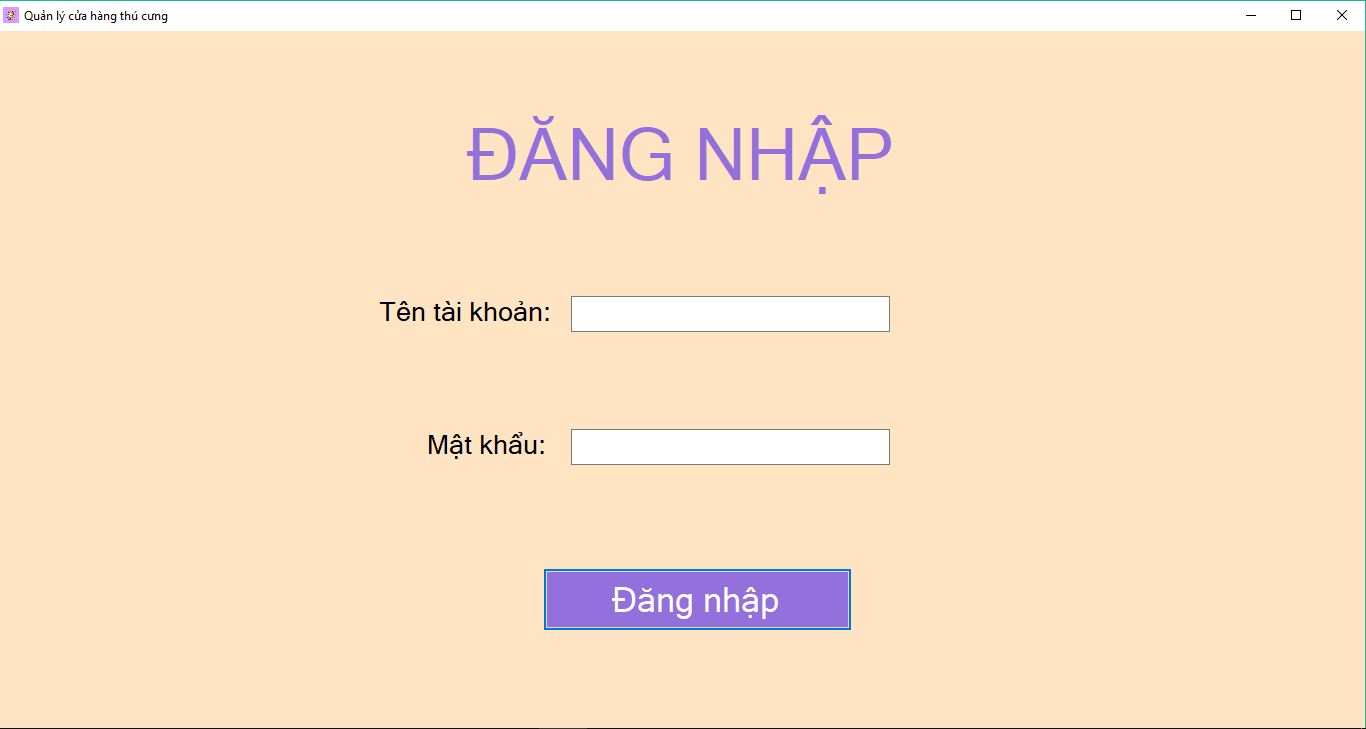 Quản lý cửa hàng thú cưng
ĐĂNG NHẬP
Tên tài khoản:
Mật khẩu:
Đăng nhập